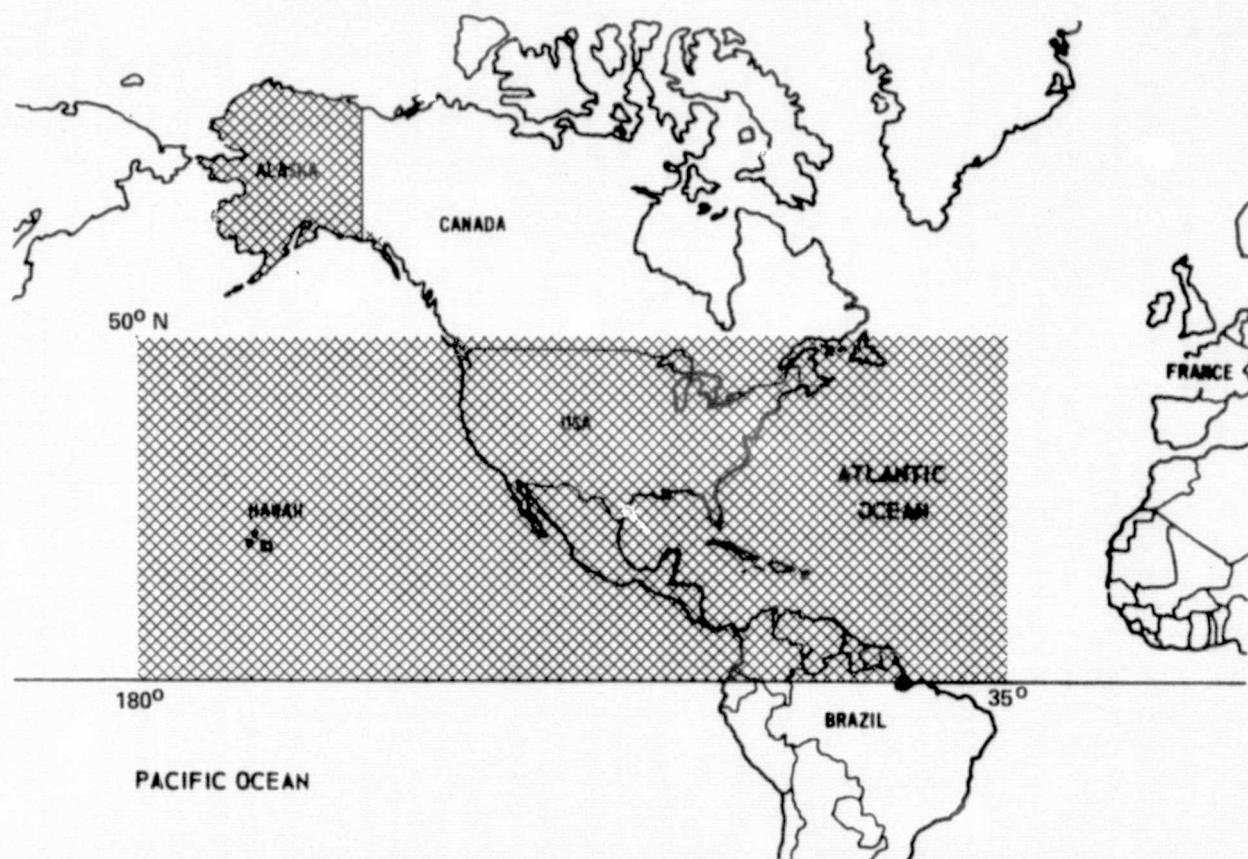 ALASKA
CANADA
50° N
FRANCE
USA
ATLANTIC
OCEAN
HAWAII
180°
35°
BRAZIL
PACIFIC OCEAN